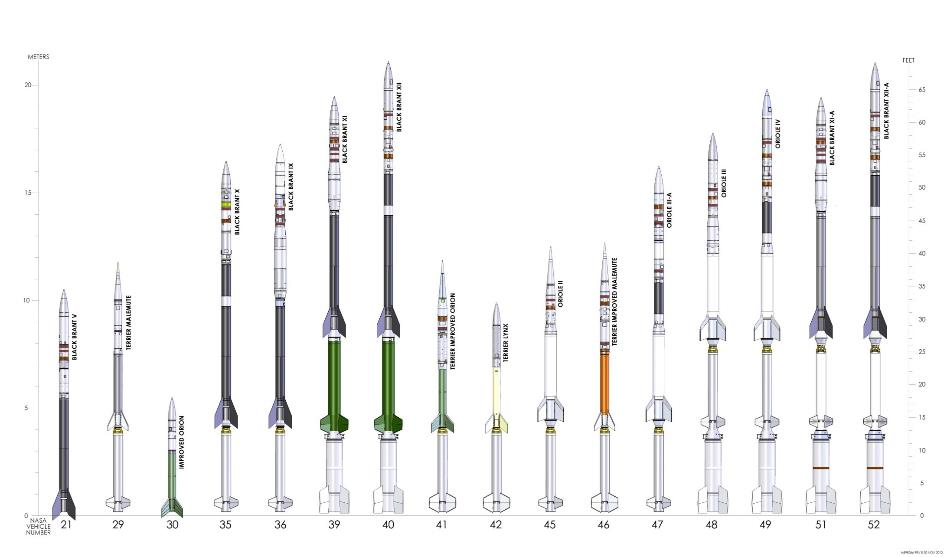 METERS
FEET
20
15
10
5
0
65
60
55
50
45
40
35
30
25
20
15
10
5
0
BLACK BRANT V
TERRIER MALEMUTE
IMPROVED ORION
BLACK BRANT X
BLACK BRANT IX
BLACK BRANT XI
BLACK BRANT XII
TERRIER IMPROVED ORION
TERRIER LYNX
ORIOLE II
TERRIER IMPROVED MALEMUTE
ORIOLE III-A
ORIOLE III
ORIOLE IV
BLACK BRANT XI-A
BLACK BRANT XII-A
NASA
VEHICLE
NUMBER
21 29 30 35 36 39 40 41 42 45 46 47 48 49 51 52